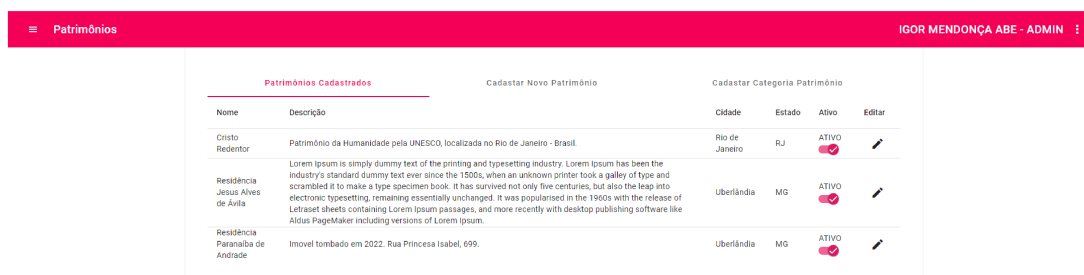 Patrimônios
IGOR MENDONÇA ABE - ADMIN
Patrimônios Cadastrados
Cadastar Novo Patrimônio
Cadastar Categoria Patrimônio
Nome Descrição Cidade Estado Ativo Editar
Cristo
Redentor
Patrimônio da Humanidade pela UNESCO, localizada no Rio de Janeiro - Brasil.
Rio de
Janeiro
RJ
ATIVO
Residência
Jesus Alves
de Ávila
Lorem Ipsum is simply dummy text of the printing and typesetting industry. Lorem Ipsum has been the
industry's standard dummy text ever since the 1500s, when an unknown printer took a galley of type and
scrambled it to make a type specimen book. It has survived not only five centuries, but also the leap into
electronic typesetting, remaining essentially unchanged. It was popularised in the 1960s with the release of
Letraset sheets containing Lorem Ipsum passages, and more recently with desktop publishing software like
Aldus PageMaker including versions of Lorem Ipsum.
Uberlândia
MG
ATIVO
Residência
Paranaíba de
Andrade
Imovel tombado em 2022. Rua Princesa Isabel, 699.
Uberlândia
MG
ATIVO